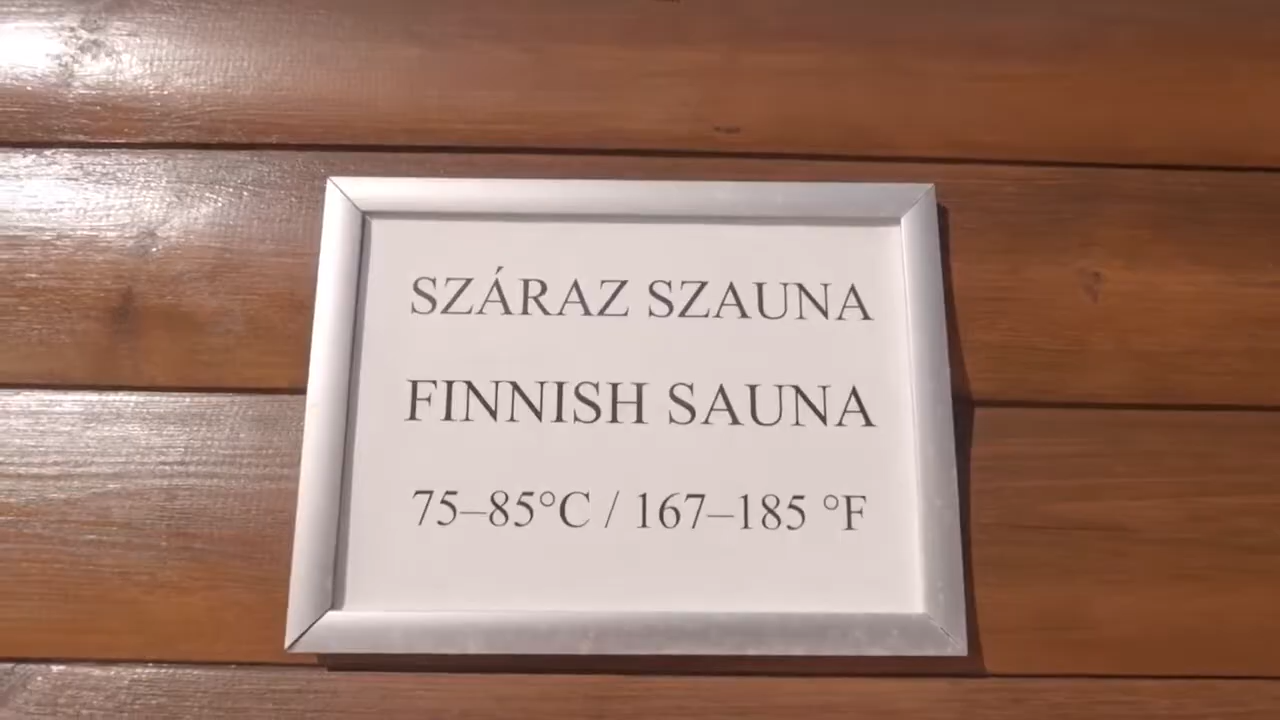 SZÁRAZ SZAUNA
FINNISH SAUNA
75–85°C / 167–185 °F